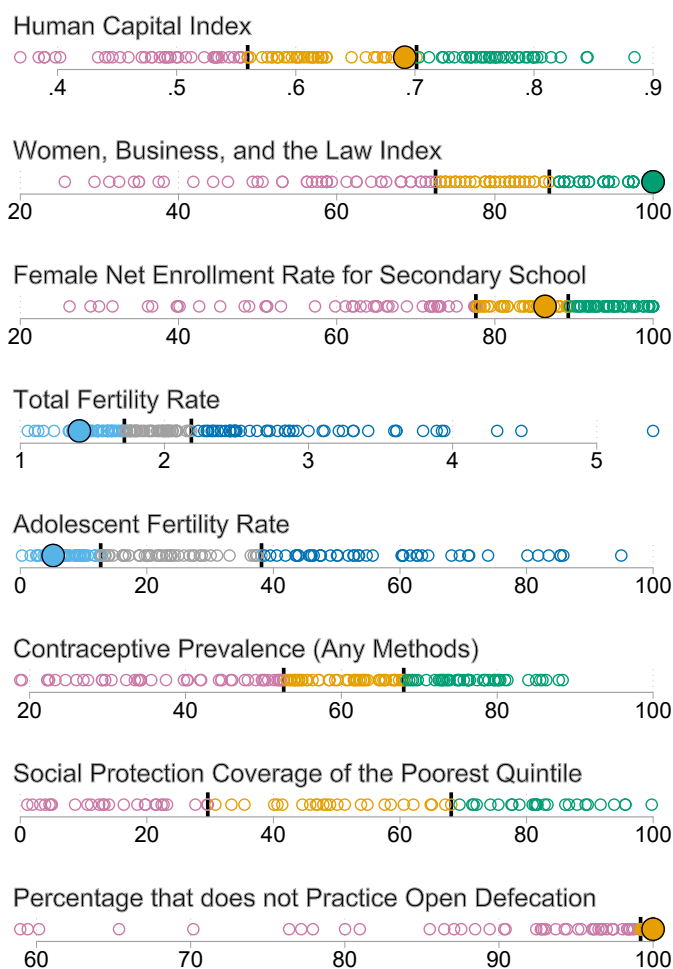 Human Capital Index
.4 .5 .6 .7 .8 .9
Women, Business, and the Law Index
20 40 60 80 100
Female Net Enrollment Rate for Secondary School
20 40 60 80 100
Total Fertility Rate
1 2 3 4 5
Adolescent Fertility Rate
0 20 40 60 80 100
Contraceptive Prevalence (Any Methods)
20 40 60 80 100
Social Protection Coverage of the Poorest Quintile
0 20 40 60 80 100
Percentage that does not Practice Open Defecation
60 70 80 90 100